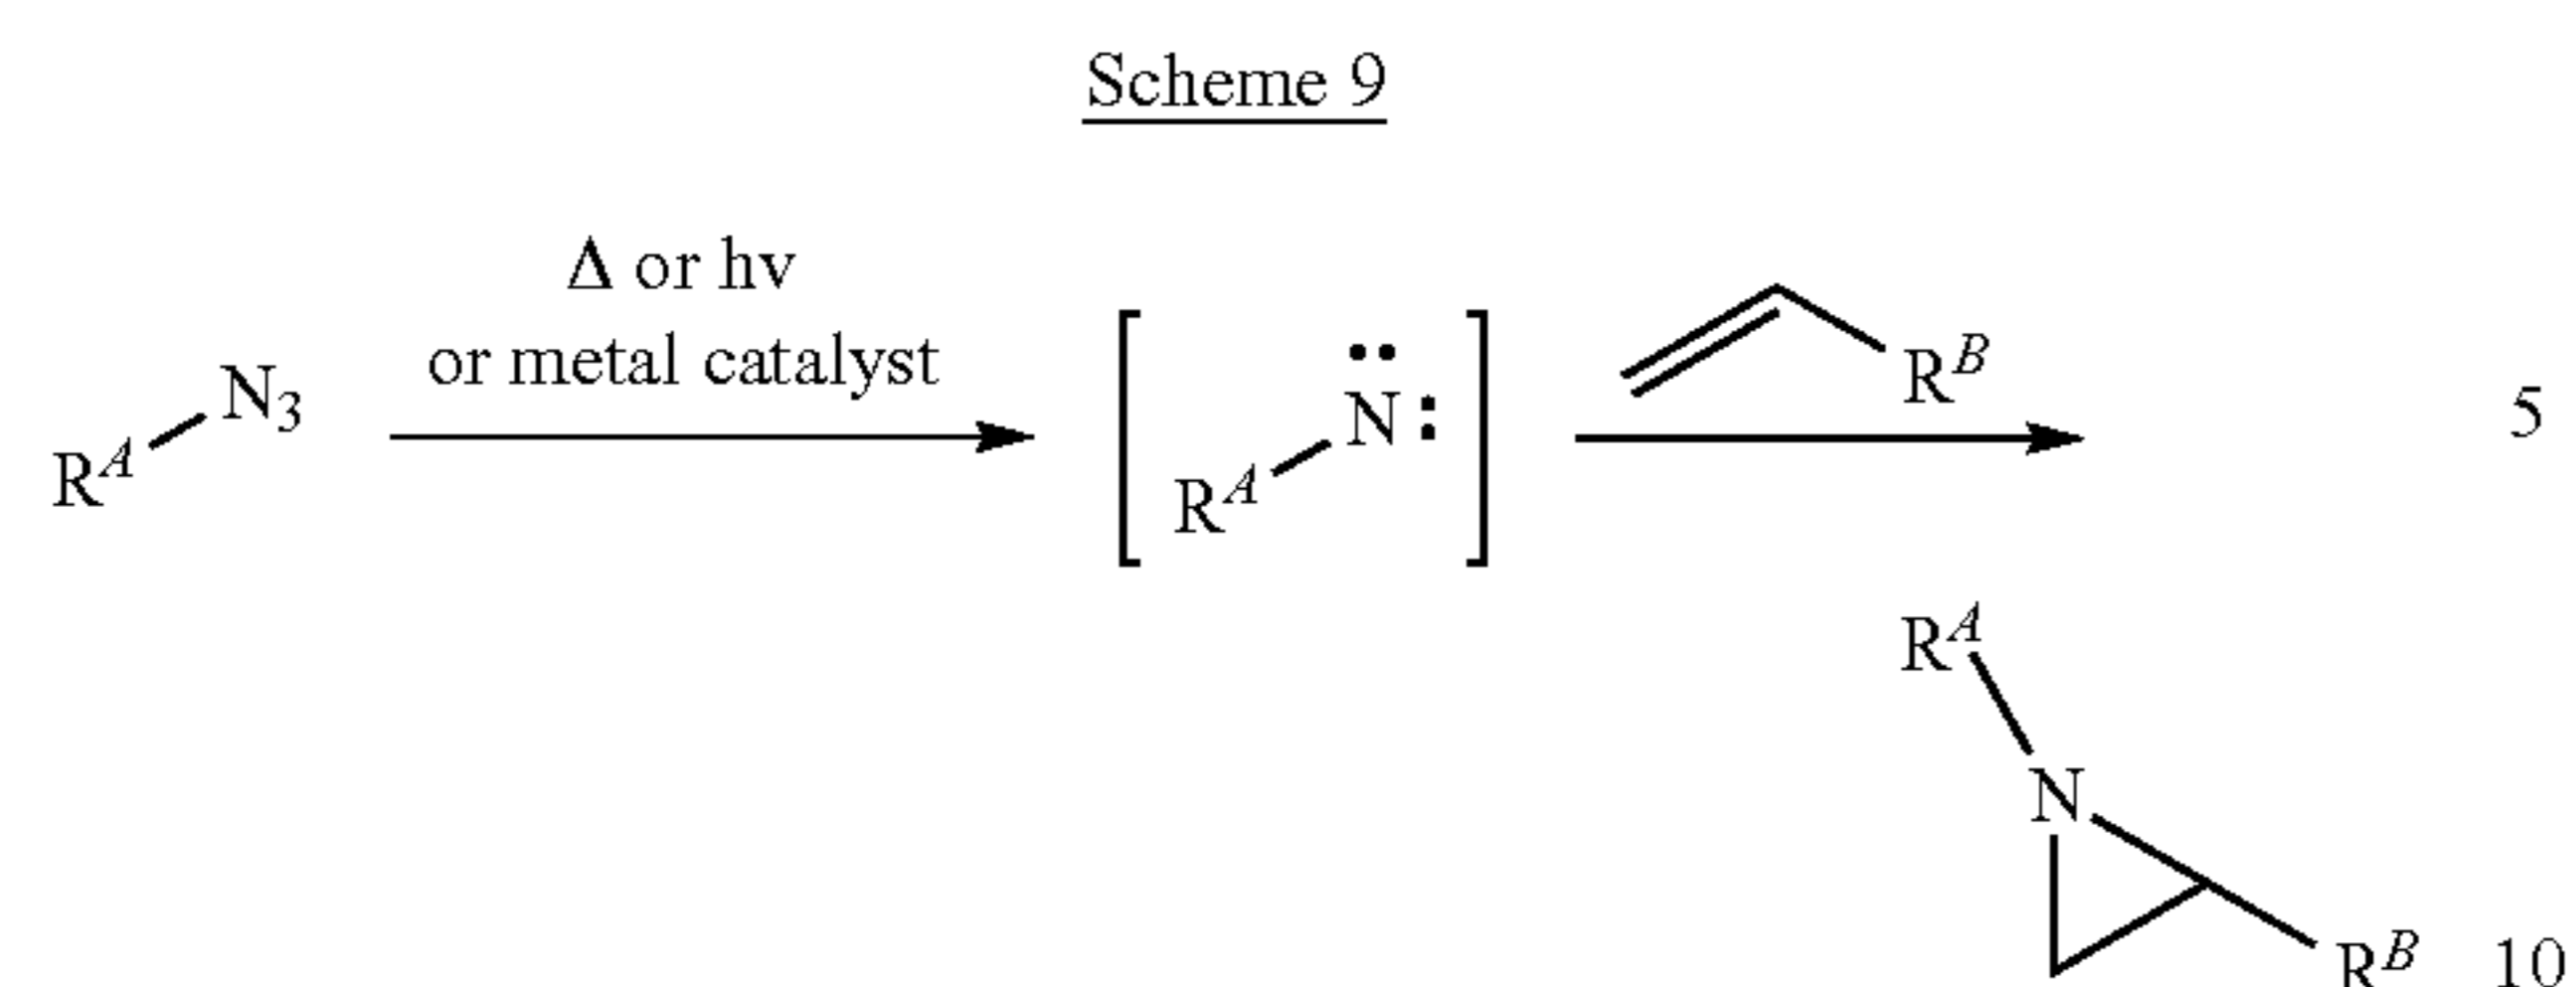 Scheme 9
Δ or hv
or metal catalyst
R^A N₃
R^A N:
R^B
5
R^A
N
R^B
10